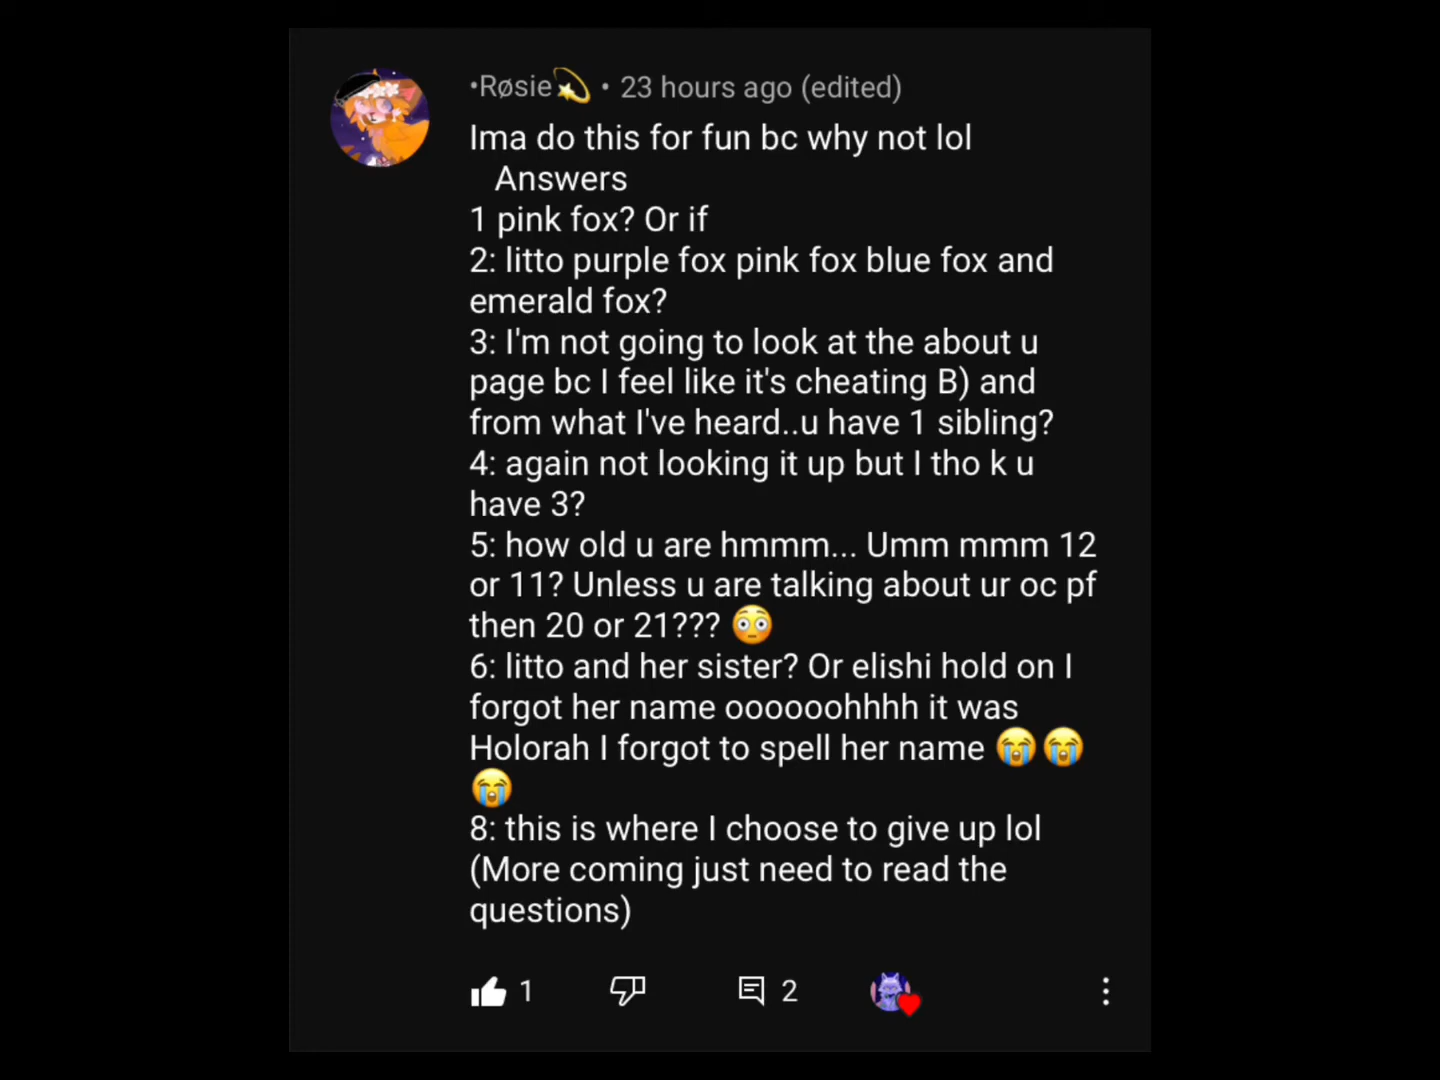 •Røsie💫 • 23 hours ago (edited)
Ima do this for fun bc why not lol
Answers
1 pink fox? Or if
2: litto purple fox pink fox blue fox and
emerald fox?
3: I'm not going to look at the about u
page bc I feel like it's cheating B) and
from what I've heard..u have 1 sibling?
4: again not looking it up but I tho k u
have 3?
5: how old u are hmmm... Umm mmm 12
or 11? Unless u are talking about ur oc pf
then 20 or 21??? 😳
6: litto and her sister? Or elishi hold on I
forgot her name oooooohhhh it was
Holorah I forgot to spell her name 😭😭
😭
8: this is where I choose to give up lol
(More coming just need to read the
questions)
1 2